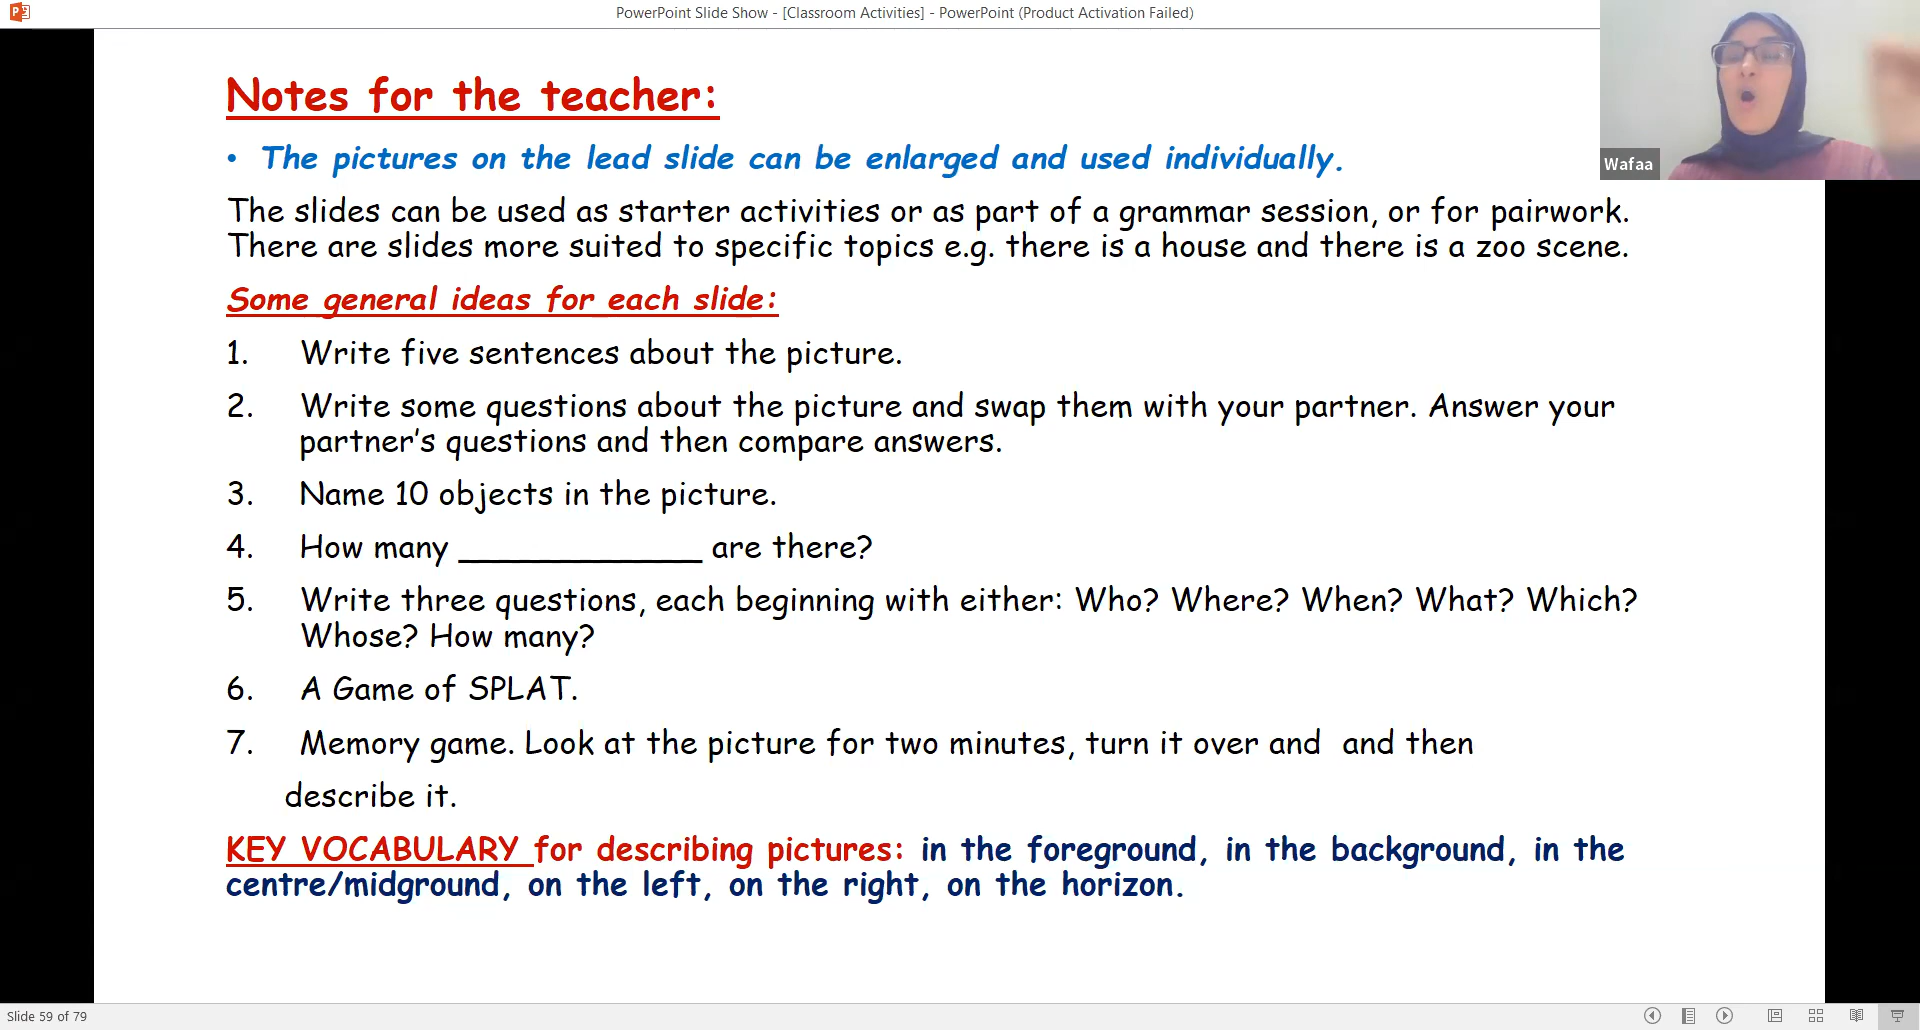 PowerPoint Slide Show - [Classroom Activities] - PowerPoint (Product Activation Failed)
Notes for the teacher:
• The pictures on the lead slide can be enlarged and used individually.
Wafaa
The slides can be used as starter activities or as part of a grammar session, or for pairwork.
There are slides more suited to specific topics e.g. there is a house and there is a zoo scene.
Some general ideas for each slide:
1. Write five sentences about the picture.
2. Write some questions about the picture and swap them with your partner. Answer your
partner's questions and then compare answers.
3. Name 10 objects in the picture.
4. How many ____________ are there?
5. Write three questions, each beginning with either: Who? Where? When? What? Which?
Whose? How many?
6. A Game of SPLAT.
7. Memory game. Look at the picture for two minutes, turn it over and and then
describe it.
KEY VOCABULARY for describing pictures: in the foreground, in the background, in the
centre/midground, on the left, on the right, on the horizon.
Slide 59 of 79